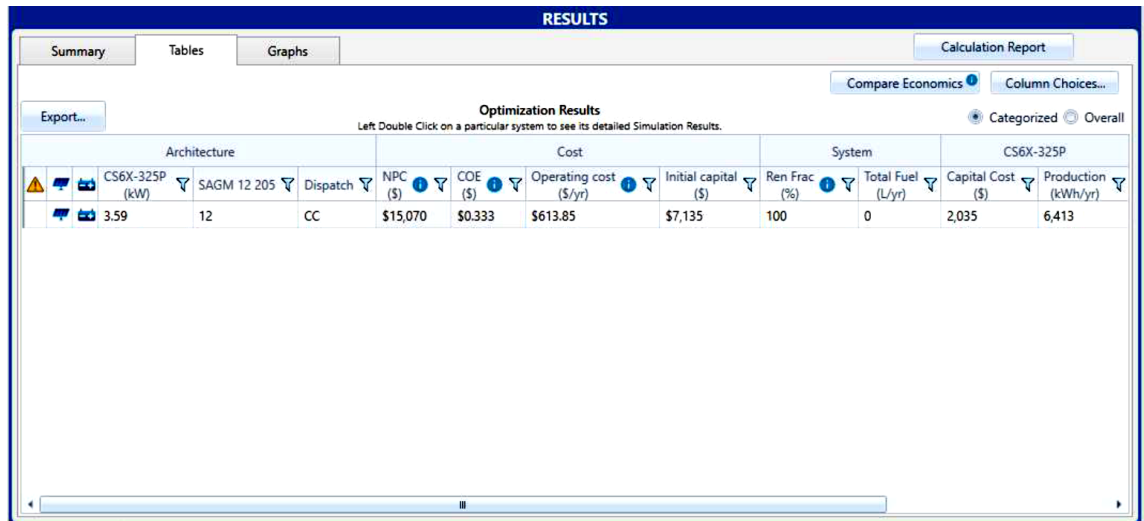 RESULTS
Summary Tables Graphs Calculation Report
Compare Economics Column Choices...
Export... Optimization Results Categorized Overall
Left Double Click on a particular system to see its detailed Simulation Results.
Architecture Cost System CS6X-325P
CS6X-325P (kW) SAGM 12 205 Dispatch NPC ($) COE ($) Operating cost ($/yr) Initial capital ($) Ren Frac (%) Total Fuel (L/yr) Capital Cost ($) Production (kWh/yr)
3.59 12 CC $15,070 $0.333 $613.85 $7,135 100 0 2,035 6,413